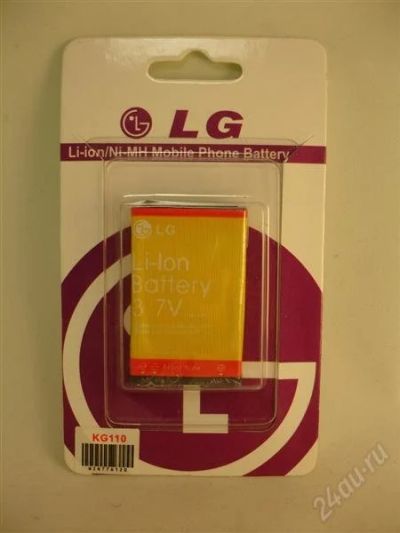 LG
Li-ion/Ni-MH Mobile Phone Battery
LG
Li-Ion
Battery
3.7V
KG110
24au.ru